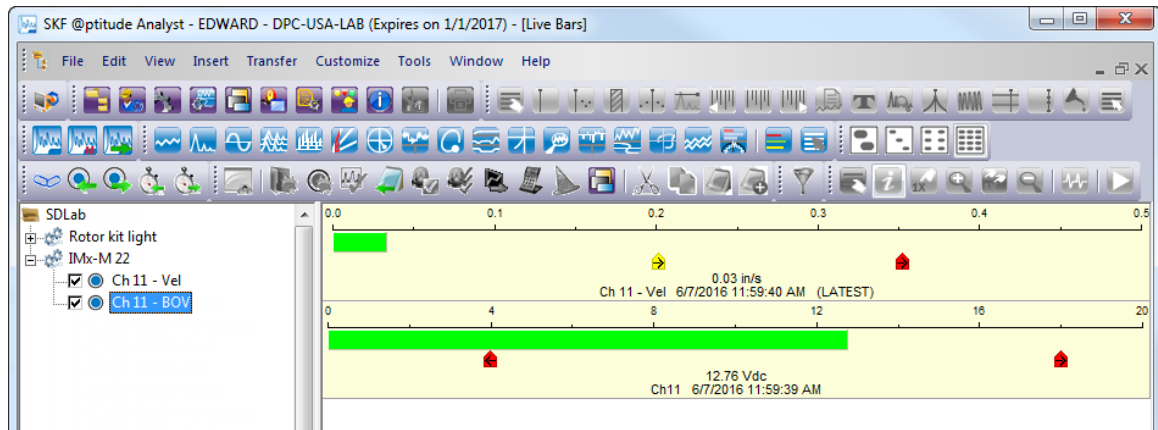 SKF @ptitude Analyst - EDWARD - DPC-USA-LAB (Expires on 1/1/2017) - [Live Bars]
File Edit View Insert Transfer Customize Tools Window Help
SDLab
Rotor kit light
IMx-M 22
Ch 11 - Vel
Ch 11 - BOV
0.0 0.1 0.2 0.3 0.4 0.5
0.03 in/s
Ch 11 - Vel 6/7/2016 11:59:40 AM (LATEST)
0 4 8 12 16 20
12.76 Vdc
Ch11 6/7/2016 11:59:39 AM